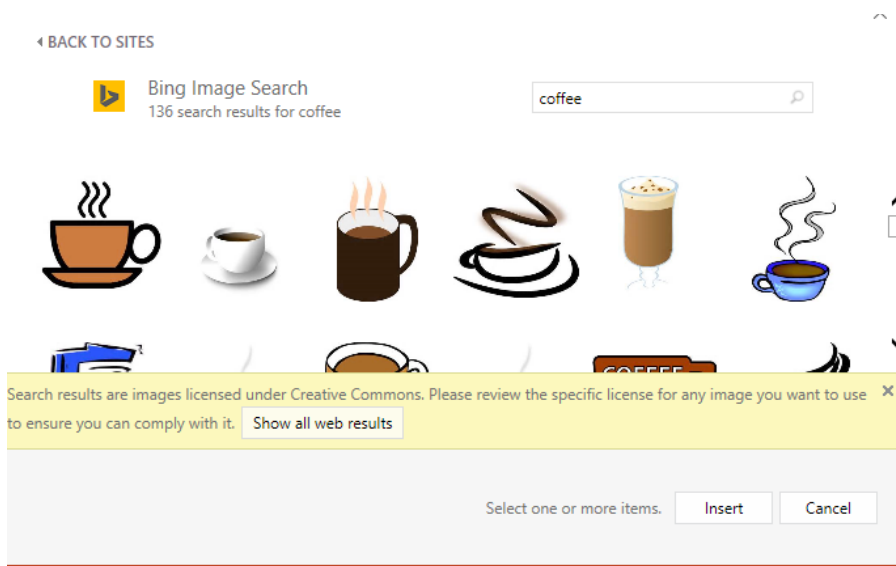 BACK TO SITES
Bing Image Search
136 search results for coffee
coffee
COFFEE
Search results are images licensed under Creative Commons. Please review the specific license for any image you want to use
to ensure you can comply with it. Show all web results
Select one or more items. Insert Cancel